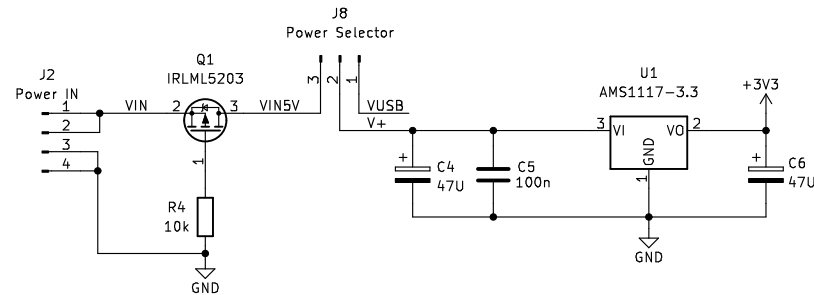 J8
Power Selector
Q1
IRLML5203
J2
Power IN
1
2
3
4
VIN
2
3
1
VIN5V
3
2
1
VUSB
V+
U1
AMS1117-3.3
3
VI
VO
2
GND
1
+3V3
+
C4
47U
C5
100n
+
C6
47U
R4
10k
GND
GND